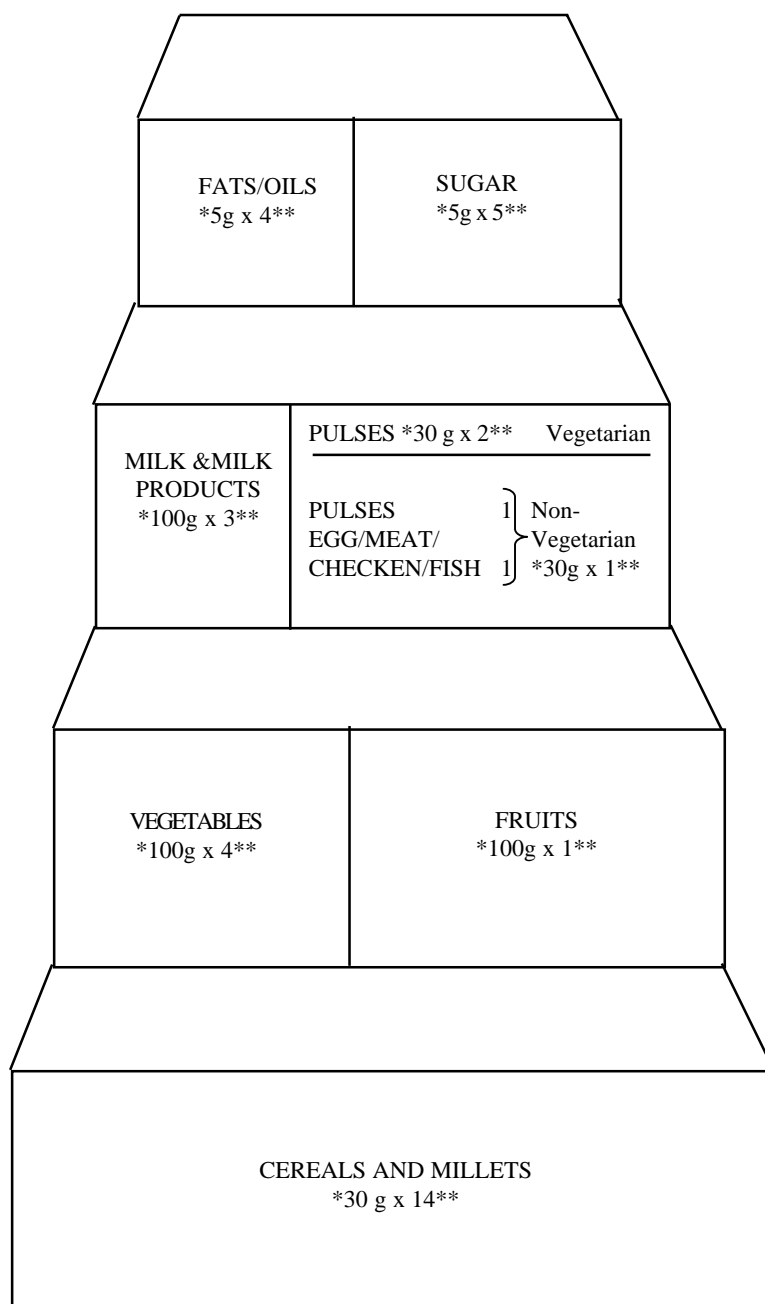 FATS/OILS
*5g x 4**
SUGAR
*5g x 5**
MILK &MILK
PRODUCTS
*100g x 3**
PULSES *30 g x 2** Vegetarian
PULSES 1 Non-
EGG/MEAT/ Vegetarian
CHECKEN/FISH 1 *30g x 1**
VEGETABLES
*100g x 4**
FRUITS
*100g x 1**
CEREALS AND MILLETS
*30 g x 14**